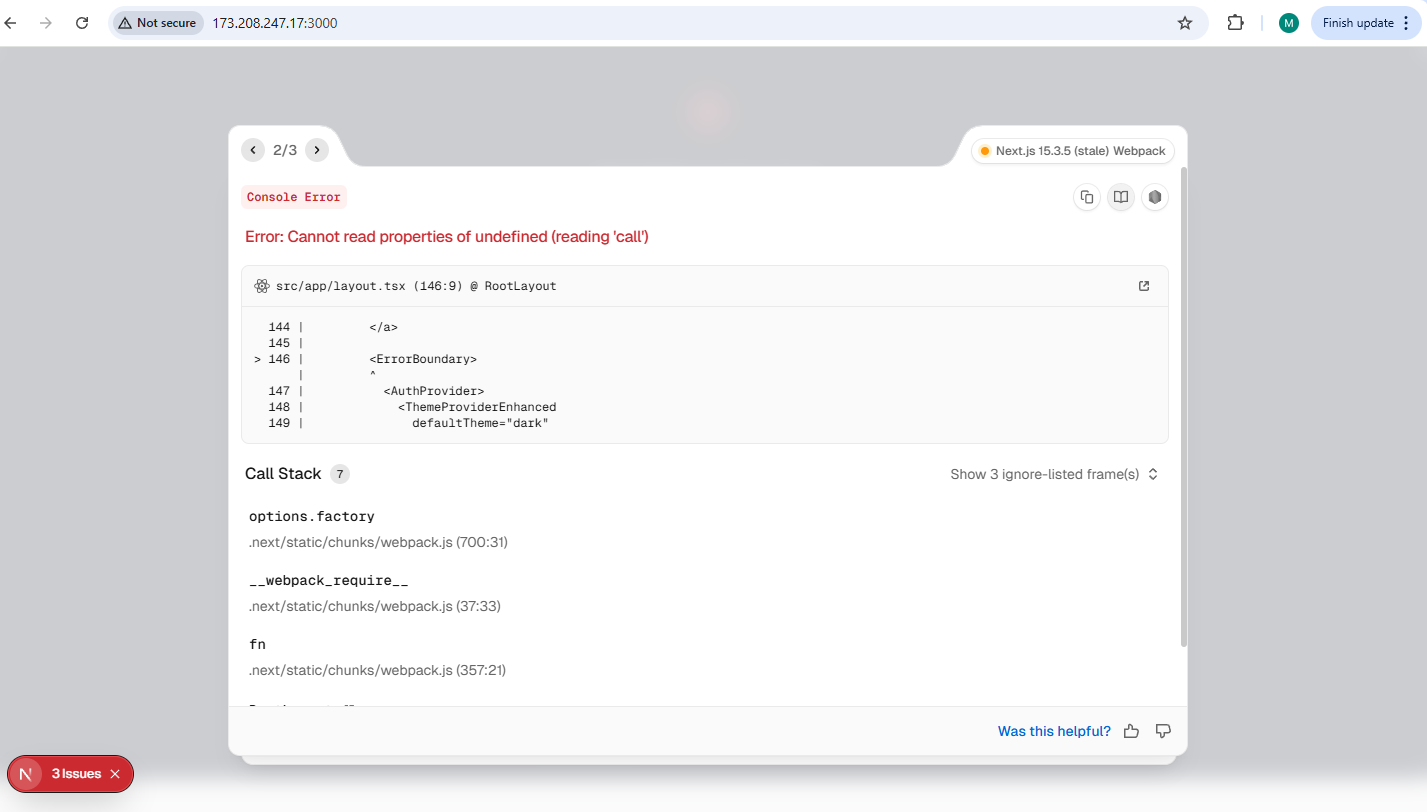 Not secure 173.208.247.17:3000 M Finish update
2/3 Next.js 15.3.5 (stale) Webpack
Console Error
Error: Cannot read properties of undefined (reading 'call')
src/app/layout.tsx (146:9) @ RootLayout
144 | </a>
145 |
> 146 | <ErrorBoundary>
| ^
147 | <AuthProvider>
148 | <ThemeProviderEnhanced
149 | defaultTheme="dark"
Call Stack 7 Show 3 ignore-listed frame(s)
options.factory
.next/static/chunks/webpack.js (700:31)
__webpack_require__
.next/static/chunks/webpack.js (37:33)
fn
.next/static/chunks/webpack.js (357:21)
Was this helpful?
N 3 Issues